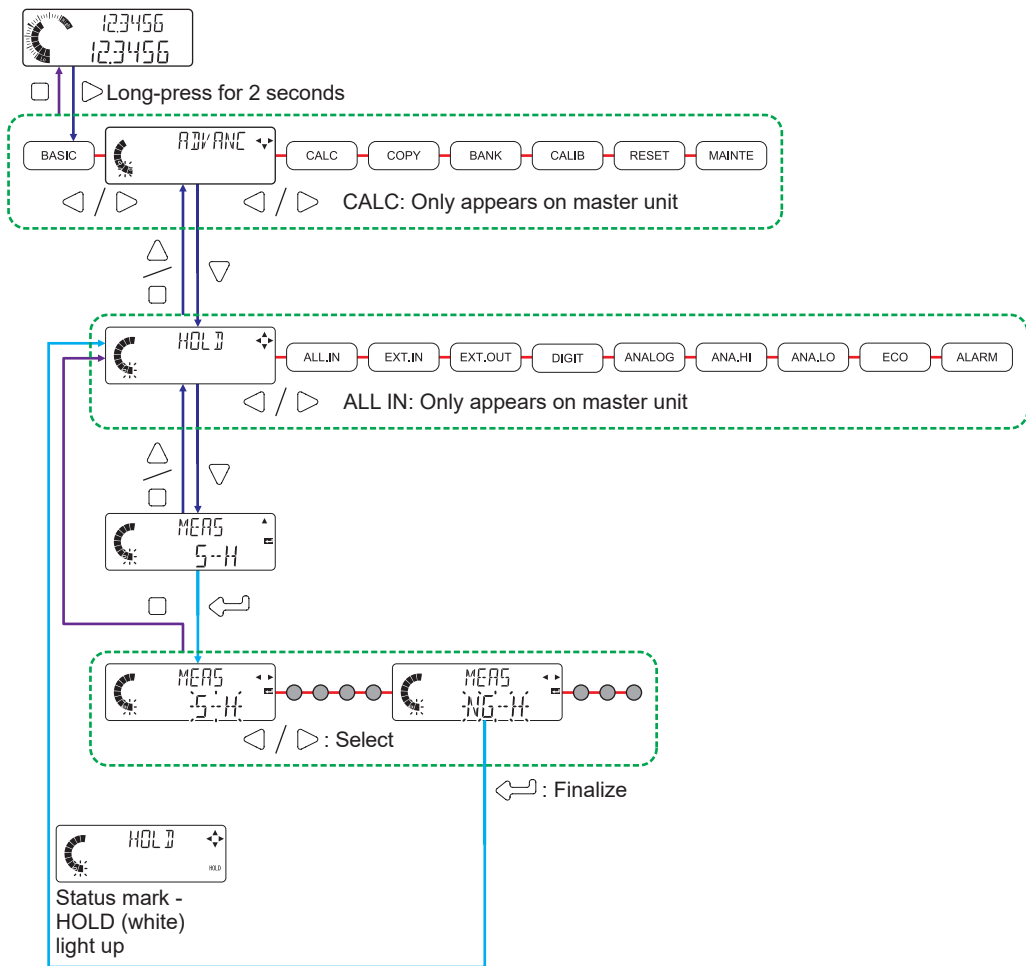 12.3456
12.3456
Long-press for 2 seconds
BASIC ADVANC CALC COPY BANK CALIB RESET MAINTE
/ / CALC: Only appears on master unit
/
HOLD ALL.IN EXT.IN EXT.OUT DIGIT ANALOG ANA.HI ANA.LO ECO ALARM
/ ALL IN: Only appears on master unit
/
MEAS
S--H
MEAS MEAS
S--H NG--H
/ : Select
: Finalize
HOLD
HOLD
Status mark -
HOLD (white)
light up